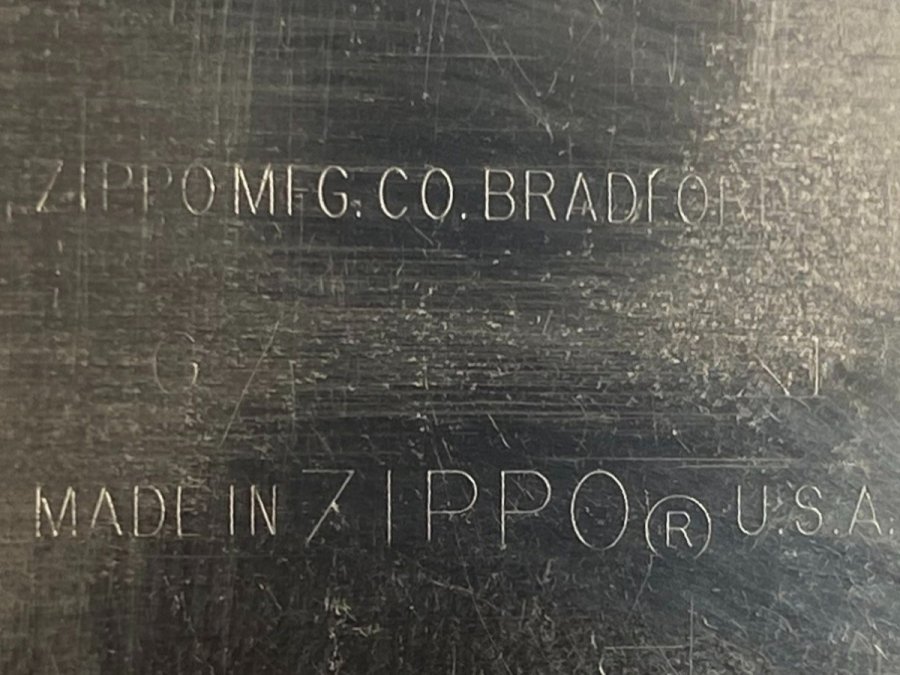 ZIPPO MFG. CO. BRADFORD
G
MADE IN ZIPPO® U.S.A.